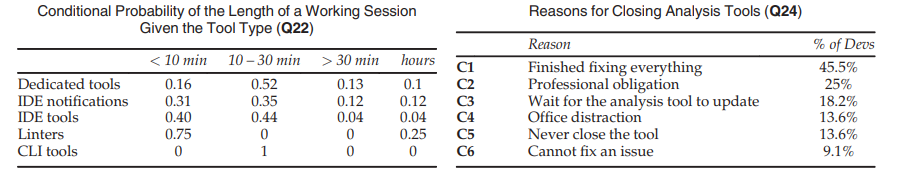 Conditional Probability of the Length of a Working Session
Given the Tool Type (Q22)
< 10 min 10 – 30 min > 30 min hours
Dedicated tools 0.16 0.52 0.13 0.1
IDE notifications 0.31 0.35 0.12 0.12
IDE tools 0.40 0.44 0.04 0.04
Linters 0.75 0 0 0.25
CLI tools 0 1 0 0
Reasons for Closing Analysis Tools (Q24)
Reason % of Devs
C1 Finished fixing everything 45.5%
C2 Professional obligation 25%
C3 Wait for the analysis tool to update 18.2%
C4 Office distraction 13.6%
C5 Never close the tool 13.6%
C6 Cannot fix an issue 9.1%